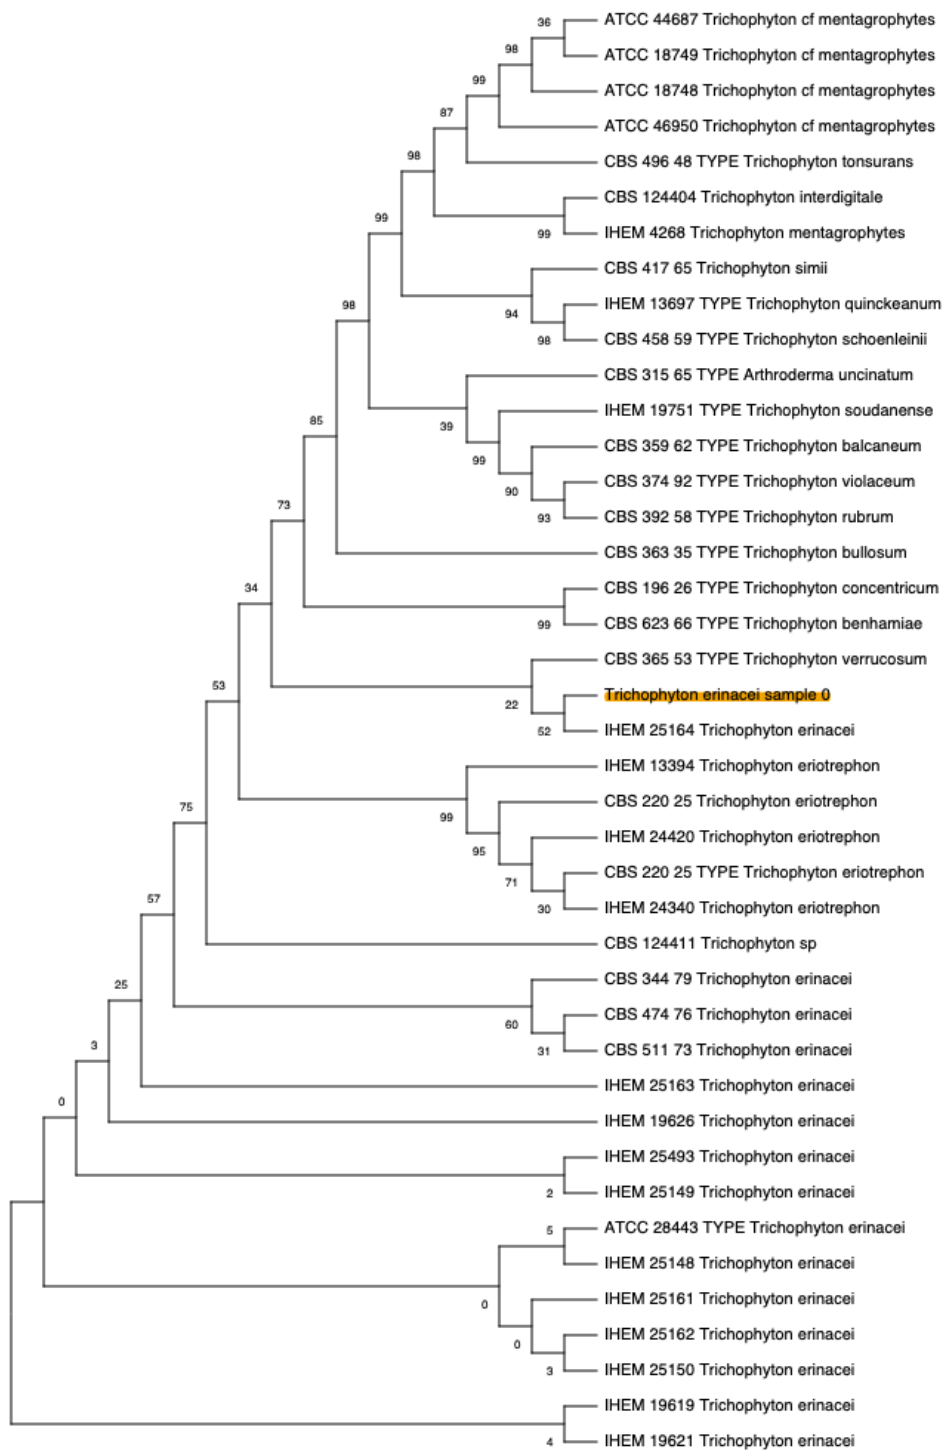 36
ATCC 44687 Trichophyton cf mentagrophytes
98
ATCC 18749 Trichophyton cf mentagrophytes
99
ATCC 18748 Trichophyton cf mentagrophytes
87
ATCC 46950 Trichophyton cf mentagrophytes
98
CBS 496 48 TYPE Trichophyton tonsurans
CBS 124404 Trichophyton interdigitale
99
99
IHEM 4268 Trichophyton mentagrophytes
CBS 417 65 Trichophyton simii
98
94
IHEM 13697 TYPE Trichophyton quinckeanum
98
CBS 458 59 TYPE Trichophyton schoenleinii
CBS 315 65 TYPE Arthroderma uncinatum
85
39
IHEM 19751 TYPE Trichophyton soudanense
99
CBS 359 62 TYPE Trichophyton balcaneum
90
CBS 374 92 TYPE Trichophyton violaceum
73
93
CBS 392 58 TYPE Trichophyton rubrum
CBS 363 35 TYPE Trichophyton bullosum
34
CBS 196 26 TYPE Trichophyton concentricum
99
CBS 623 66 TYPE Trichophyton benhamiae
CBS 365 53 TYPE Trichophyton verrucosum
53
22
Trichophyton erinacei sample 0
52
IHEM 25164 Trichophyton erinacei
IHEM 13394 Trichophyton eriotrephon
75
99
CBS 220 25 Trichophyton eriotrephon
95
IHEM 24420 Trichophyton eriotrephon
57
71
CBS 220 25 TYPE Trichophyton eriotrephon
30
IHEM 24340 Trichophyton eriotrephon
CBS 124411 Trichophyton sp
25
CBS 344 79 Trichophyton erinacei
60
CBS 474 76 Trichophyton erinacei
3
31
CBS 511 73 Trichophyton erinacei
IHEM 25163 Trichophyton erinacei
0
IHEM 19626 Trichophyton erinacei
IHEM 25493 Trichophyton erinacei
2
IHEM 25149 Trichophyton erinacei
5
ATCC 28443 TYPE Trichophyton erinacei
IHEM 25148 Trichophyton erinacei
0
IHEM 25161 Trichophyton erinacei
0
IHEM 25162 Trichophyton erinacei
3
IHEM 25150 Trichophyton erinacei
IHEM 19619 Trichophyton erinacei
4
IHEM 19621 Trichophyton erinacei